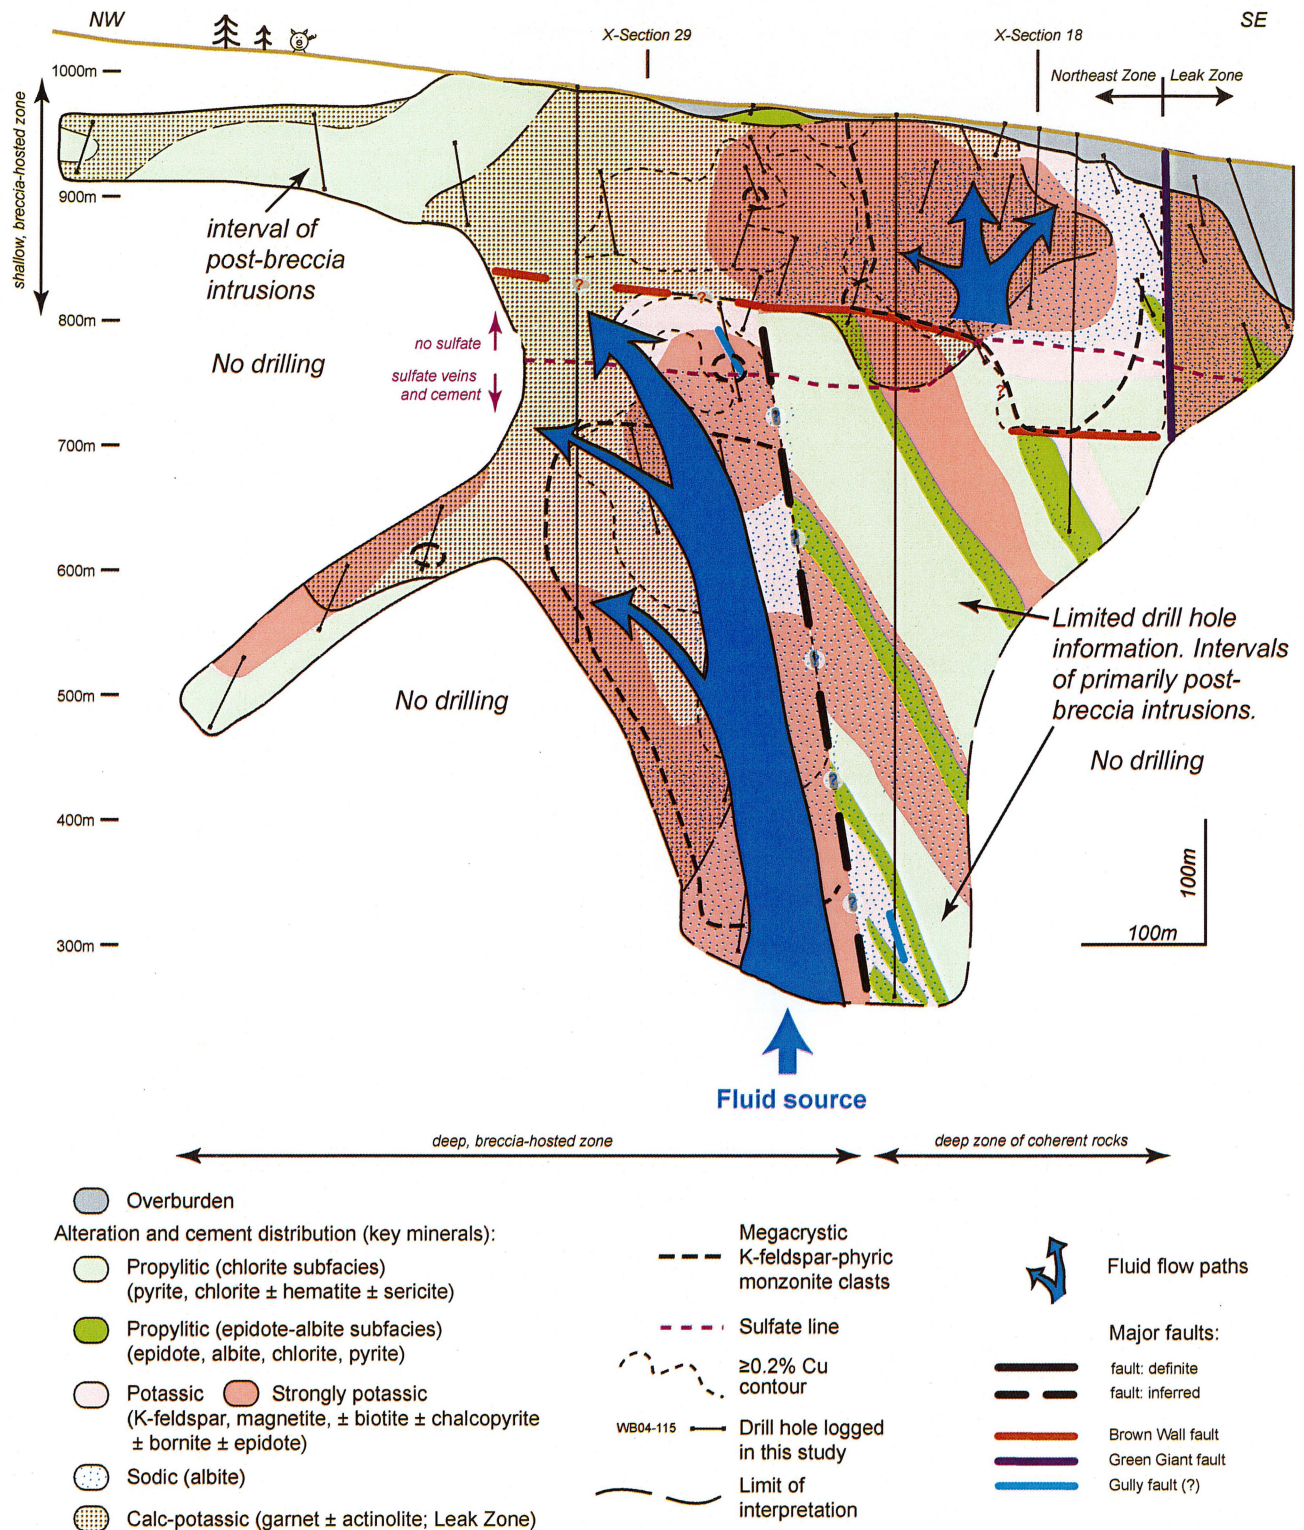 NW
SE
X-Section 29
X-Section 18
Northeast Zone
Leak Zone
1000m
900m
800m
700m
600m
500m
400m
300m
shallow, breccia-hosted zone
interval of
post-breccia
intrusions
No drilling
no sulfate
sulfate veins
and cement
?
?
?
?
?
?
?
?
No drilling
Limited drill hole
information. Intervals
of primarily post-
breccia intrusions.
No drilling
100m
100m
Fluid source
deep, breccia-hosted zone
deep zone of coherent rocks
Overburden
Alteration and cement distribution (key minerals):
Propylitic (chlorite subfacies)
(pyrite, chlorite ± hematite ± sericite)
Propylitic (epidote-albite subfacies)
(epidote, albite, chlorite, pyrite)
Potassic Strongly potassic
(K-feldspar, magnetite, ± biotite ± chalcopyrite
± bornite ± epidote)
Sodic (albite)
Calc-potassic (garnet ± actinolite; Leak Zone)
Megacrystic
K-feldspar-phyric
monzonite clasts
Sulfate line
≥0.2% Cu
contour
WB04-115
Drill hole logged
in this study
Limit of
interpretation
Fluid flow paths
Major faults:
fault: definite
fault: inferred
Brown Wall fault
Green Giant fault
Gully fault (?)